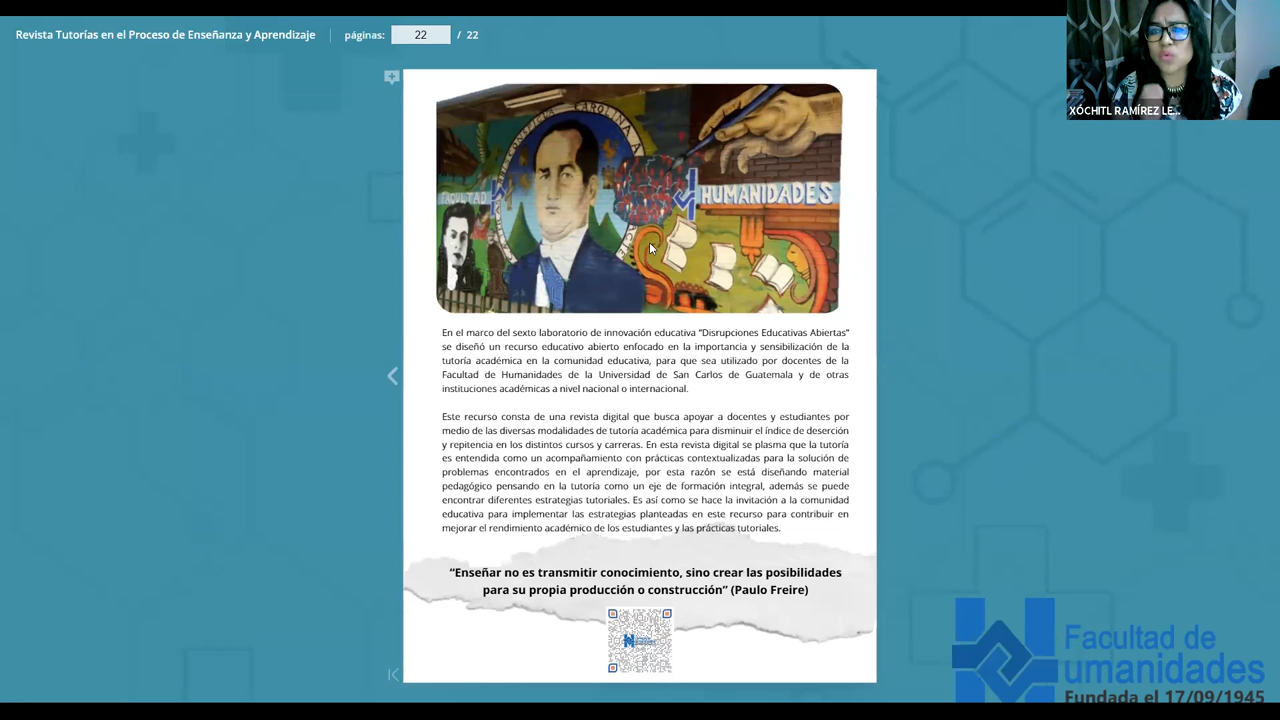 Revista Tutorías en el Proceso de Enseñanza y Aprendizaje
páginas: 22 / 22
XÓCHITL RAMÍREZ LE...
CAROLINA
FACULTAD
HUMANIDADES
En el marco del sexto laboratorio de innovación educativa “Disrupciones Educativas Abiertas”
se diseñó un recurso educativo abierto enfocado en la importancia y sensibilización de la
tutoría académica en la comunidad educativa, para que sea utilizado por docentes de la
Facultad de Humanidades de la Universidad de San Carlos de Guatemala y de otras
instituciones académicas a nivel nacional o internacional.
Este recurso consta de una revista digital que busca apoyar a docentes y estudiantes por
medio de las diversas modalidades de tutoría académica para disminuir el índice de deserción
y repitencia en los distintos cursos y carreras. En esta revista digital se plasma que la tutoría
es entendida como un acompañamiento con prácticas contextualizadas para la solución de
problemas encontrados en el aprendizaje, por esta razón se está diseñando material
pedagógico pensando en la tutoría como un eje de formación integral, además se puede
encontrar diferentes estrategias tutoriales. Es así como se hace la invitación a la comunidad
educativa para implementar las estrategias planteadas en este recurso para contribuir en
mejorar el rendimiento académico de los estudiantes y las prácticas tutoriales.
“Enseñar no es transmitir conocimiento, sino crear las posibilidades
para su propia producción o construcción” (Paulo Freire)
Facultad de
Humanidades
Fundada el 17/09/1945